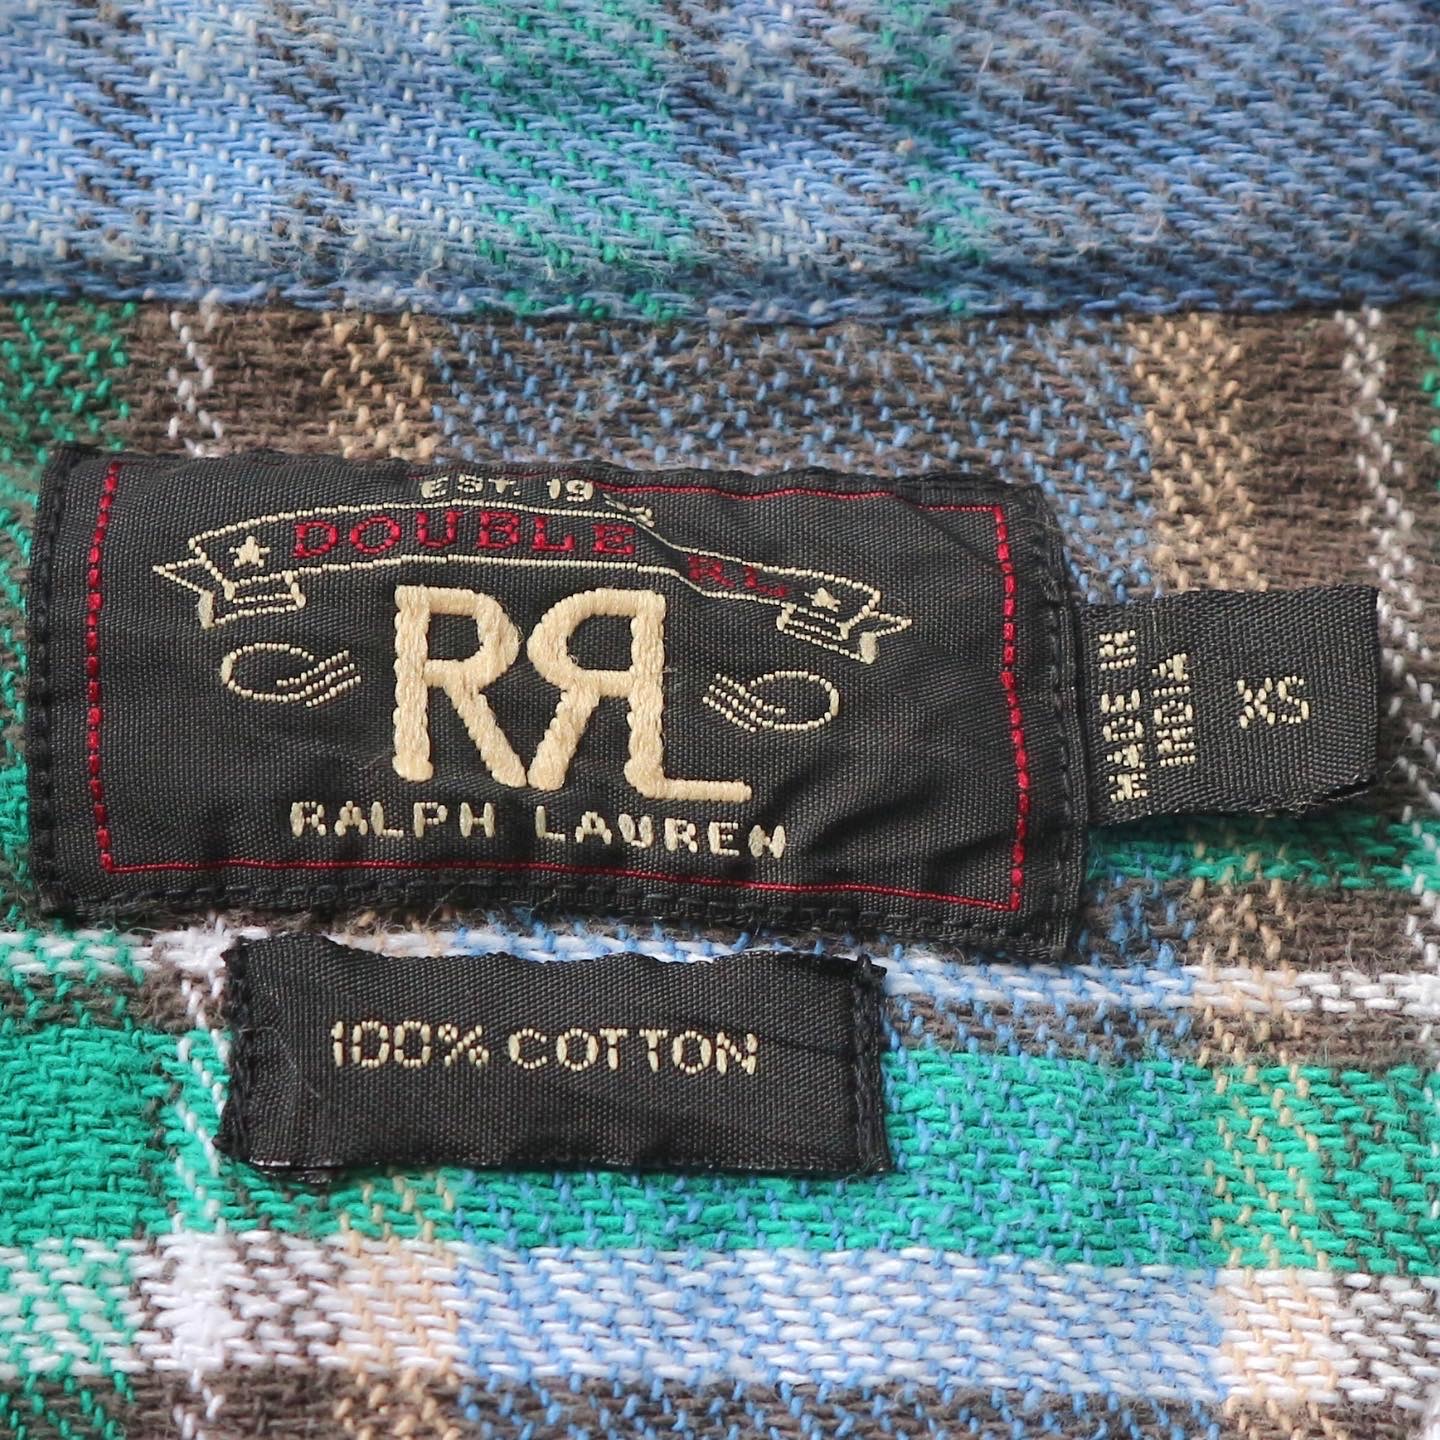 EST. 19
DOUBLE RL
RRL
RALPH LAUREN
MADE IN
INDIA
XS
100% COTTON